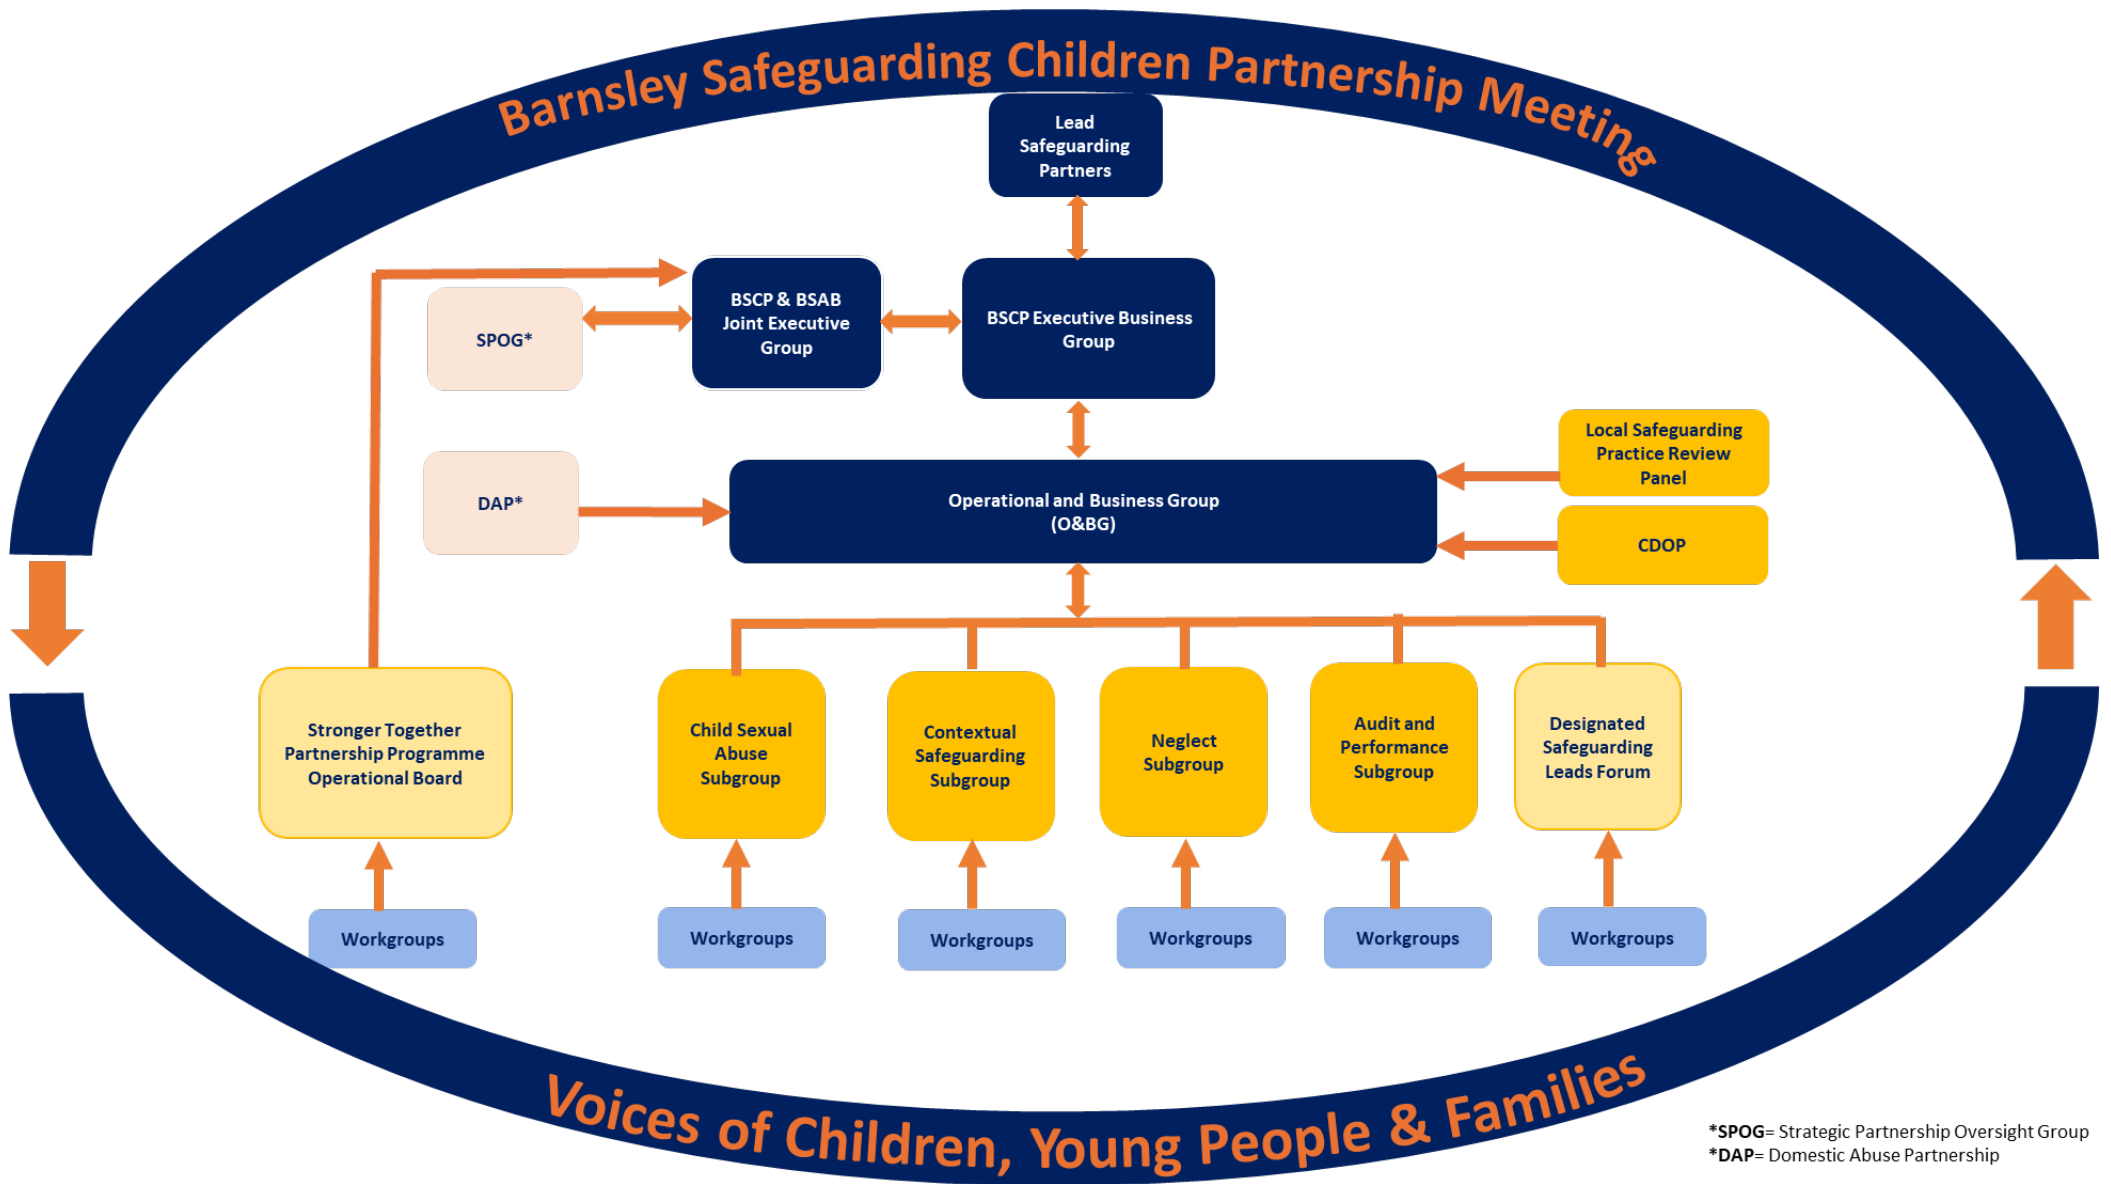 Barnsley Safeguarding Children Partnership Meeting
Lead
Safeguarding
Partners
BSCP & BSAB
Joint Executive
Group
BSCP Executive Business
Group
SPOG*
Local Safeguarding
Practice Review
Panel
DAP*
Operational and Business Group
(O&BG)
CDOP
Stronger Together
Partnership Programme
Operational Board
Child Sexual
Abuse
Subgroup
Contextual
Safeguarding
Subgroup
Neglect
Subgroup
Audit and
Performance
Subgroup
Designated
Safeguarding
Leads Forum
Workgroups
Workgroups
Workgroups
Workgroups
Workgroups
Workgroups
Voices of Children, Young People & Families
*SPOG= Strategic Partnership Oversight Group
*DAP= Domestic Abuse Partnership